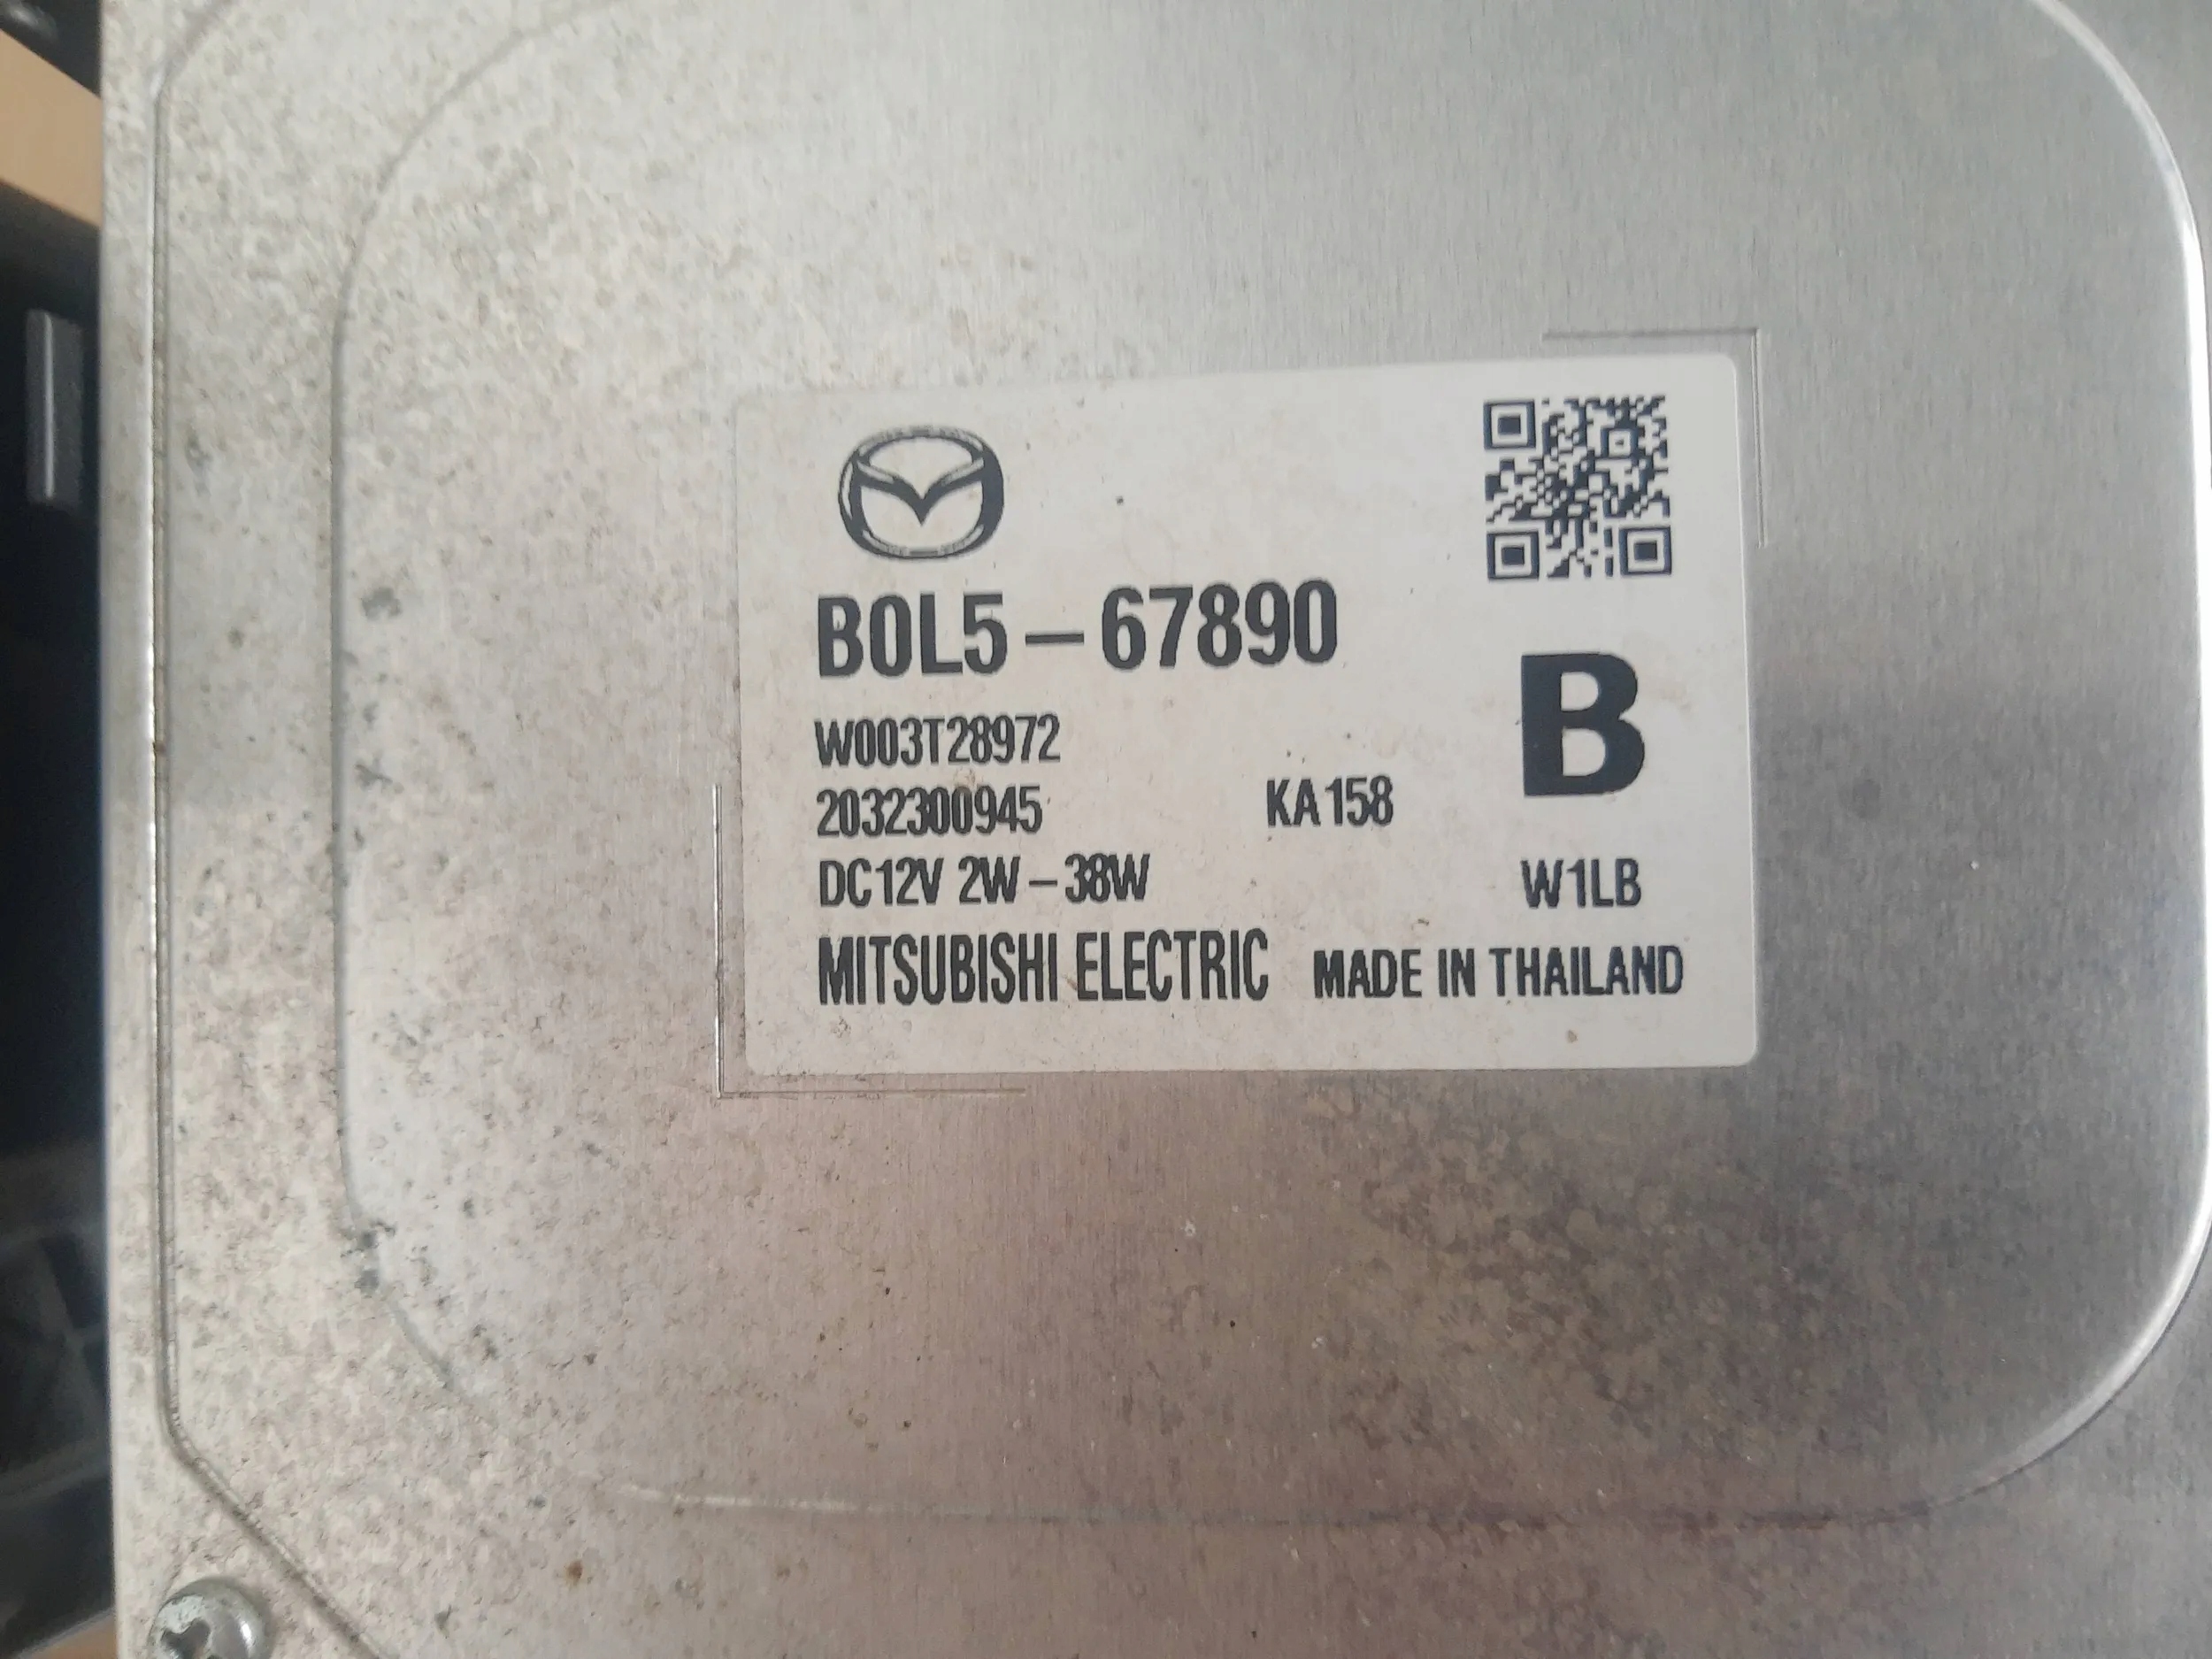 B0L5-67890
B
W003T28972
2032300945 KA158
DC12V 2W-38W W1LB
MITSUBISHI ELECTRIC MADE IN THAILAND